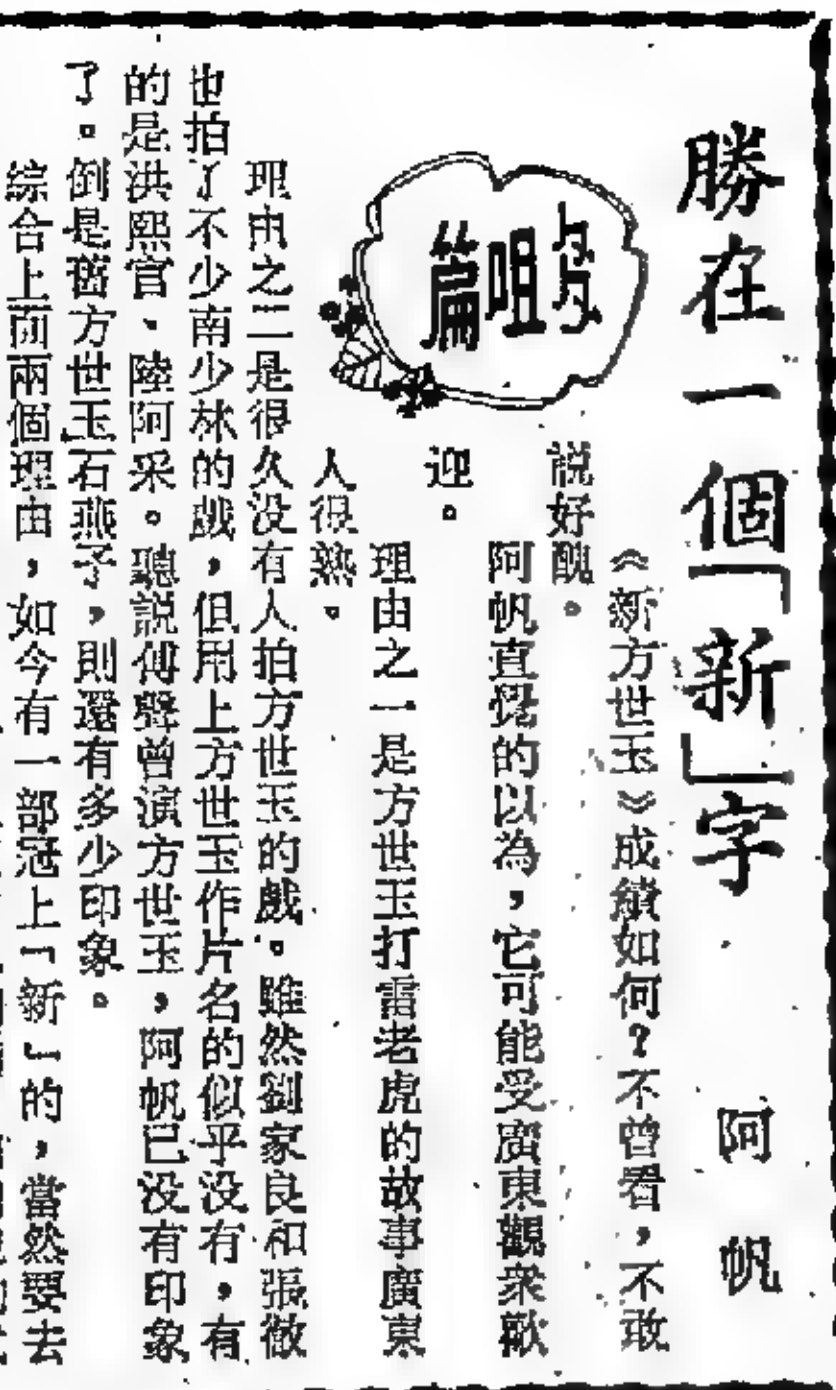 勝在一個「新」字
阿帆
咀篇
《新方世玉》成績如何?不曾看,不敢
説好醜。
阿帆直覺的以為,它可能受廣東觀衆歡
迎。
理由之一是方世玉打雷老虎的故事廣東
人很熟。
理由之二是很久没有人拍方世玉的戲。雖然劉家良和張徹
也拍了不少南少林的戲,但用上方世玉作片名的似乎没有,有
的是洪熙官、陸阿采。聽説傅聲曾演方世玉,阿帆已没有印象
了。倒是舊方世玉石燕子,則還有多少印象。
綜合上面兩個理由,如今有一部冠上「新」的,當然要去